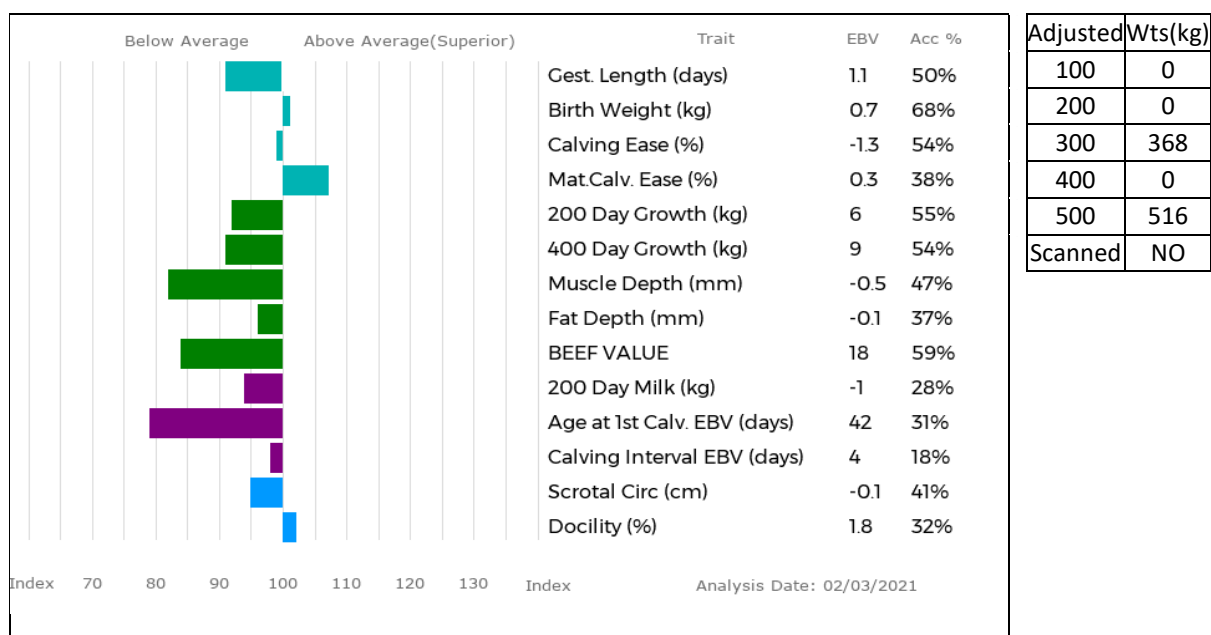 Below Average Above Average(Superior) Trait EBV Acc %
Gest. Length (days) 1.1 50%
Birth Weight (kg) 0.7 68%
Calving Ease (%) -1.3 54%
Mat.Calv. Ease (%) 0.3 38%
200 Day Growth (kg) 6 55%
400 Day Growth (kg) 9 54%
Muscle Depth (mm) -0.5 47%
Fat Depth (mm) -0.1 37%
BEEF VALUE 18 59%
200 Day Milk (kg) -1 28%
Age at 1st Calv. EBV (days) 42 31%
Calving Interval EBV (days) 4 18%
Scrotal Circ (cm) -0.1 41%
Docility (%) 1.8 32%
Index 70 80 90 100 110 120 130 Index Analysis Date: 02/03/2021
Adjusted Wts(kg)
100 0
200 0
300 368
400 0
500 516
Scanned NO